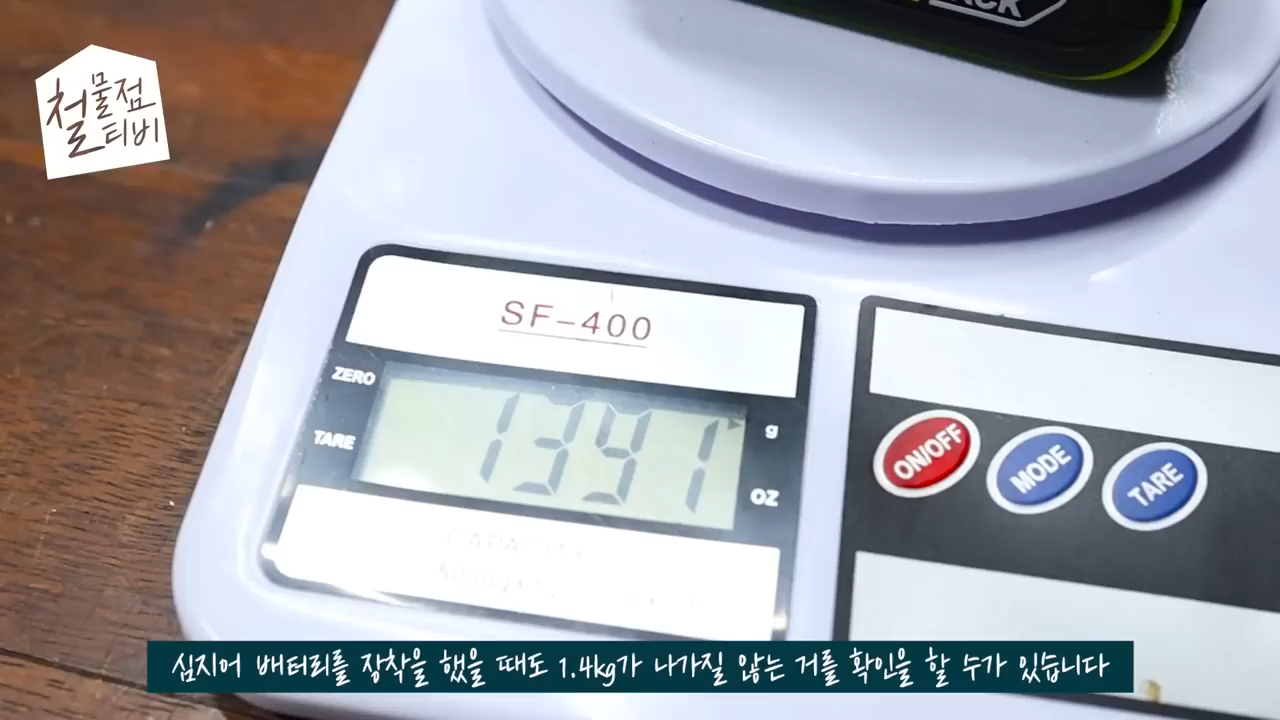 철물점
티비
ACK
SF-400
ZERO
TARE
1391
g
OZ
ON/OFF
MODE
TARE
CAPACITY
심지어 배터리를 장착을 했을 때도 1.4kg가 나가질 않는 거를 확인을 할 수가 있습니다